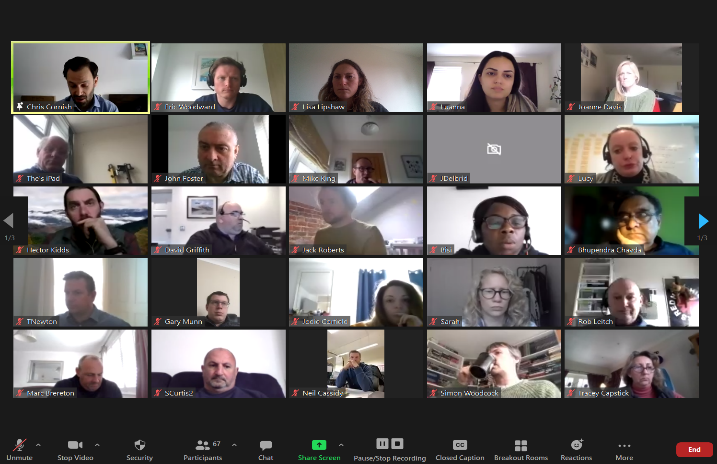 Chris Cornish
Eric Woodward
Lisa Lipshaw
Luanna
Joanne Davis
The's iPad
John Foster
Mike King
JDelbrid
Lucy
Hector Kidds
David Griffith
Jack Roberts
Bisi
Bhupendra Chavda
1/3
1/3
TNewton
Gary Munn
Jodie
Sarah
Rob Leitch
Marc Brereton
SCurtis2
Neil Cassidy
Simon Woodcock
Tracey Capstick
Unmute
Stop Video
Security
Participants
67
Chat
Share Screen
Pause/Stop Recording
CC
Closed Caption
Breakout Rooms
Reactions
More
End